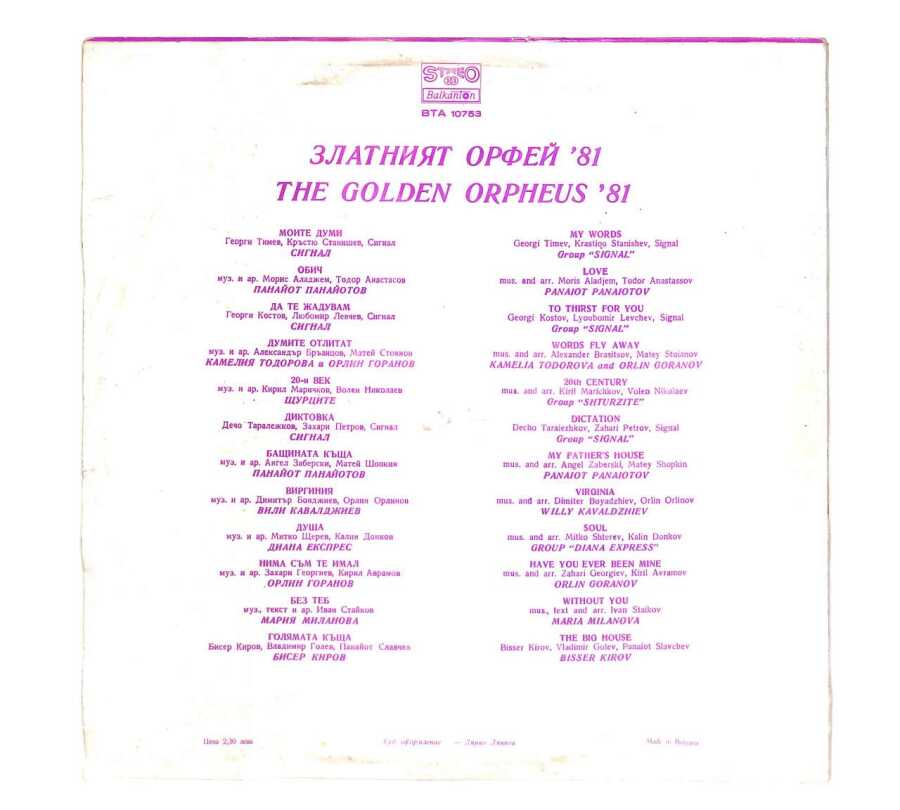 STEREO
33
Balkanton
BTA 10753
ЗЛАТНИЯТ ОРФЕЙ '81
THE GOLDEN ORPHEUS '81
МОИТЕ ДУМИ
Георги Тимев, Кръстю Станишев, Сигнал
СИГНАЛ
ОБИЧ
муз. и ар. Морис Аладжем, Тодор Анастасов
ПАНАЙОТ ПАНАЙОТОВ
ДА ТЕ ЖАДУВАМ
Георги Костов, Любомир Левчев, Сигнал
СИГНАЛ
ДУМИТЕ ОТЛИТАТ
муз. и ар. Александър Бръзицов, Матей Стоянов
КАМЕЛИЯ ТОДОРОВА и ОРЛИН ГОРАНОВ
20-и ВЕК
муз. и ар. Кирил Маричков, Волен Николаев
ЩУРЦИТЕ
ДИКТОВКА
Дечо Таралежков, Захари Петров, Сигнал
СИГНАЛ
БАЩИНАТА КЪЩА
муз. и ар. Ангел Заберски, Матей Шопкин
ПАНАЙОТ ПАНАЙОТОВ
ВИРГИНИЯ
муз. и ар. Димитър Бояджиев, Орлин Орлинов
ВИЛИ КАВАЛДЖИЕВ
ДУША
муз. и ар. Митко Щерев, Калин Донков
ДИАНА ЕКСПРЕС
НИМА СЪМ ТЕ ИМАЛ
муз. и ар. Захари Георгиев, Кирил Аврамов
ОРЛИН ГОРАНОВ
БЕЗ ТЕБ
муз., текст и ар. Иван Стайков
МАРИЯ МИЛАНОВА
ГОЛЯМАТА КЪЩА
Бисер Киров, Владимир Голев, Панайот Славчев
БИСЕР КИРОВ
MY WORDS
Georgi Timev, Krastiqo Stanishev, Signal
Group "SIGNAL"
LOVE
mus. and arr. Moris Aladjem, Todor Anastassov
PANAIOT PANAIOTOV
TO THIRST FOR YOU
Georgi Kostov, Lyoubomir Levchev, Signal
Group "SIGNAL"
WORDS FLY AWAY
mus. and arr. Alexander Brasitsov, Matey Stoianov
KAMELIA TODOROVA and ORLIN GORANOV
20th CENTURY
mus. and arr. Kiril Marichkov, Volen Nikolaev
Group "SHTURZITE"
DICTATION
Decho Taralezhkov, Zahari Petrov, Signal
Group "SIGNAL"
MY FATHER'S HOUSE
mus. and arr. Angel Zaberski, Matey Shopkin
PANAIOT PANAIOTOV
VIRGINIA
mus. and arr. Dimiter Boyadzhiev, Orlin Orlinov
WILLY KAVALDZHIEV
SOUL
mus. and arr. Mitko Shterev, Kalin Donkov
GROUP "DIANA EXPRESS"
HAVE YOU EVER BEEN MINE
mus. and arr. Zahari Georgiev, Kiril Avramov
ORLIN GORANOV
WITHOUT YOU
mus., text and arr. Ivan Staikov
MARIA MILANOVA
THE BIG HOUSE
Bisser Kirov, Vladimir Golev, Panaiot Slavchev
BISSER KIROV
Цена 2,30 лева
Худ. оформление —
Made in Bulgaria